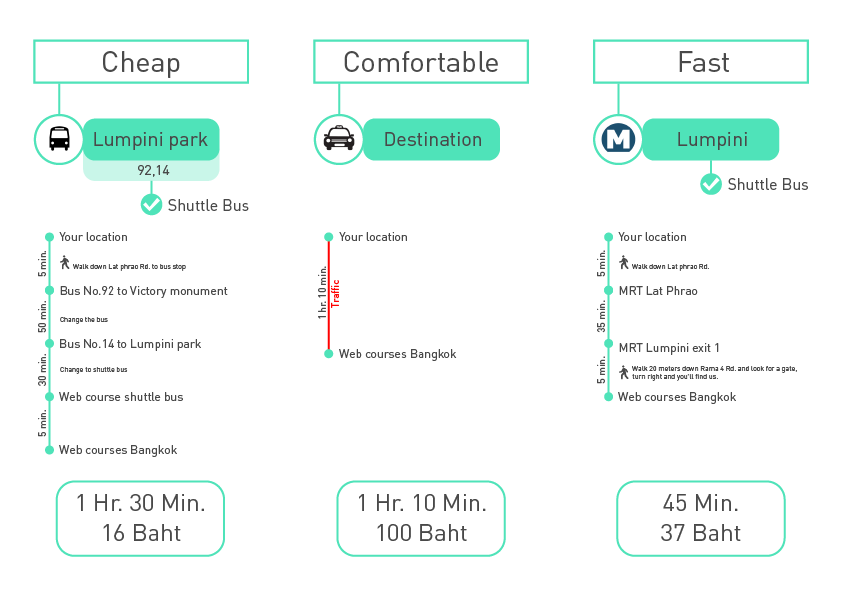 Cheap
Lumpini park
92,14
Shuttle Bus
Your location
5 min.
Walk down Lat phrao Rd. to bus stop
Bus No.92 to Victory monument
50 min.
Change the bus
Bus No.14 to Lumpini park
30 min.
Change to shuttle bus
Web course shuttle bus
5 min.
Web courses Bangkok
1 Hr. 30 Min.
16 Baht
Comfortable
Destination
Your location
1 hr. 10 min.
Traffic
Web courses Bangkok
1 Hr. 10 Min.
100 Baht
Fast
M
Lumpini
Shuttle Bus
Your location
5 min.
Walk down Lat phrao Rd.
MRT Lat Phrao
35 min.
MRT Lumpini exit 1
5 min.
Walk 20 meters down Rama 4 Rd. and look for a gate,
turn right and you'll find us.
Web courses Bangkok
45 Min.
37 Baht